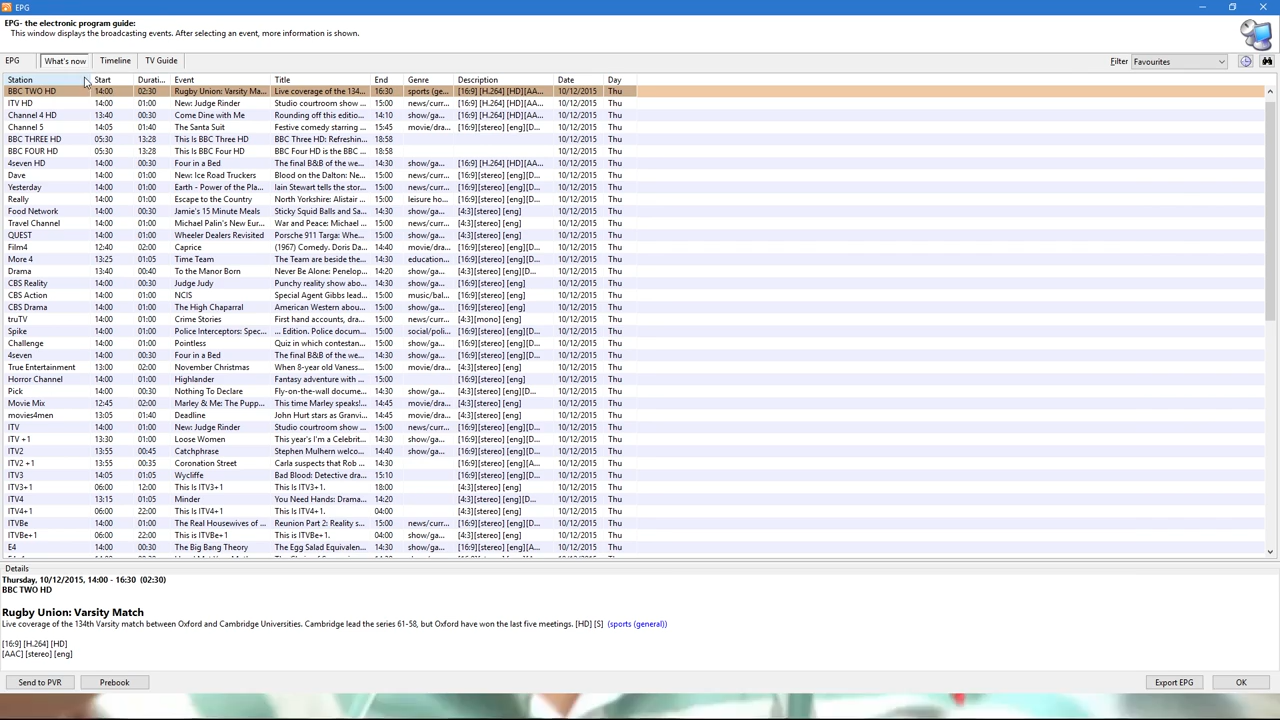 EPG
EPG- the electronic program guide:
This window displays the broadcasting events. After selecting an event, more information is shown.
EPG What's now Timeline TV Guide Filter Favourites
Station Start Durati... Event Title End Genre Description Date Day
BBC TWO HD 14:00 02:30 Rugby Union: Varsity Ma... Live coverage of the 134... 16:30 sports (ge... [16:9] [H.264] [HD][AA... 10/12/2015 Thu
ITV HD 14:00 01:00 New: Judge Rinder Studio courtroom show ... 15:00 news/curr... [16:9] [H.264] [HD][AA... 10/12/2015 Thu
Channel 4 HD 13:40 00:30 Come Dine with Me Rounding off this editio... 14:10 show/ga... [16:9] [H.264] [HD][AA... 10/12/2015 Thu
Channel 5 14:05 01:40 The Santa Suit Festive comedy starring ... 15:45 movie/dra... [16:9][stereo] [eng][D... 10/12/2015 Thu
BBC THREE HD 05:30 13:28 This Is BBC Three HD BBC Three HD: Refreshin... 18:58 10/12/2015 Thu
BBC FOUR HD 05:30 13:28 This is BBC Four HD BBC Four HD is the BBC ... 18:58 10/12/2015 Thu
4seven HD 14:00 00:30 Four in a Bed The final B&B of the we... 14:30 show/ga... [16:9] [H.264] [HD][AA... 10/12/2015 Thu
Dave 14:00 01:00 New: Ice Road Truckers Blood on the Dalton: Ne... 15:00 news/curr... [16:9][stereo] [eng][D... 10/12/2015 Thu
Yesterday 14:00 01:00 Earth - Power of the Pla... Iain Stewart tells the stor... 15:00 news/curr... [16:9][stereo] [eng][D... 10/12/2015 Thu
Really 14:00 01:00 Escape to the Country North Yorkshire: Alistair ... 15:00 leisure ho... [16:9][stereo] [eng][D... 10/12/2015 Thu
Food Network 14:00 00:30 Jamie's 15 Minute Meals Sticky Squid Balls and Sa... 14:30 show/ga... [4:3][stereo] [eng] 10/12/2015 Thu
Travel Channel 14:00 01:00 Michael Palin's New Eur... War and Peace: Michael ... 15:00 news/curr... [4:3][stereo] [eng] 10/12/2015 Thu
QUEST 14:00 01:00 Wheeler Dealers Revisited Porsche 911 Targa: Whe... 15:00 show/ga... [4:3][stereo] [eng] 10/12/2015 Thu
Film4 12:40 02:00 Caprice (1967) Comedy. Doris Da... 14:40 movie/dra... [16:9][stereo] [eng][D... 10/12/2015 Thu
More 4 13:25 01:05 Time Team The Team are beside the... 14:30 education... [16:9][stereo] [eng][D... 10/12/2015 Thu
Drama 13:40 00:40 To the Manor Born Never Be Alone: Penelop... 14:20 show/ga... [4:3][stereo] [eng][D... 10/12/2015 Thu
CBS Reality 14:00 00:30 Judge Judy Punchy reality show abo... 14:30 show/ga... [16:9][stereo] [eng] 10/12/2015 Thu
CBS Action 14:00 01:00 NCIS Special Agent Gibbs lead... 15:00 music/bal... [16:9][stereo] [eng] 10/12/2015 Thu
CBS Drama 14:00 01:00 The High Chaparral American Western Starri... 15:00 show/ga... [16:9][stereo] [eng] 10/12/2015 Thu
truTV 14:00 01:00 Crime Stories First hand accounts, dra... 15:00 news/curr... [4:3][mono] [eng] 10/12/2015 Thu
Spike 14:00 01:00 Police Interceptors: Spec... ... Edition. Police docum... 15:00 social/poli... [16:9][stereo] [eng][D... 10/12/2015 Thu
Challenge 14:00 01:00 Pointless Quiz in which contestan... 15:00 show/ga... [16:9][stereo] [eng] 10/12/2015 Thu
4seven 14:00 00:30 Four in a Bed The final B&B of the we... 14:30 show/ga... [16:9][stereo] [eng][D... 10/12/2015 Thu
True Entertainment 13:00 02:00 November Christmas When 8-year old Vaness... 15:00 movie/dra... [4:3][stereo] [eng] 10/12/2015 Thu
Horror Channel 14:00 01:00 Highlander Fantasy adventure with ... 15:00 [16:9][stereo] [eng] 10/12/2015 Thu
Pick 14:00 00:30 Nothing To Declare Fly-on-the-wall docume... 14:30 show/ga... [16:9][stereo] [eng][D... 10/12/2015 Thu
Movie Mix 12:45 02:00 Marley & Me: The Pupp... This time Marley speaks!... 14:45 movie/dra... [4:3][stereo] [eng] 10/12/2015 Thu
movies4men 13:05 01:40 Deadline John Hurt stars as Granvi... 14:45 movie/dra... [4:3][stereo] [eng] 10/12/2015 Thu
ITV 14:00 01:00 New: Judge Rinder Studio courtroom show ... 15:00 news/curr... [16:9][stereo] [eng][D... 10/12/2015 Thu
ITV +1 13:30 01:00 Loose Women This year's I'm a Celebrit... 14:30 show/ga... [16:9][stereo] [eng][D... 10/12/2015 Thu
ITV2 13:55 00:45 Catchphrase Stephen Mulhern welco... 14:40 show/ga... [16:9][stereo] [eng][A... 10/12/2015 Thu
ITV2 +1 13:55 00:35 Coronation Street Carla suspects that Rob ... 14:30 [16:9][stereo] [eng][A... 10/12/2015 Thu
ITV3 14:05 01:05 Wycliffe Bad Blood: Detective dra... 15:10 [4:3][stereo] [eng][A... 10/12/2015 Thu
ITV3+1 06:00 12:00 This Is ITV3+1 This Is ITV3+1. 18:00 [4:3][stereo] [eng] 10/12/2015 Thu
ITV4 13:15 01:05 Minder You Need Hands: Drama... 14:20 [4:3][stereo] [eng][D... 10/12/2015 Thu
ITV4+1 06:00 22:00 This Is ITV4+1 This Is ITV4+1. 04:00 [4:3][stereo] [eng] 10/12/2015 Thu
ITVBe 14:00 01:00 The Real Housewives of ... Reunion Part 2: Reality s... 15:00 news/curr... [16:9][stereo] [eng][D... 10/12/2015 Thu
ITVBe+1 06:00 22:00 This is ITVBe+1 This is ITVBe+1. 04:00 show/ga... [4:3][stereo] [eng] 10/12/2015 Thu
E4 14:00 00:30 The Big Bang Theory The Egg Salad Equivalen... 14:30 show/ga... [16:9][stereo] [eng][A... 10/12/2015 Thu
Details
Thursday, 10/12/2015, 14:00 - 16:30 (02:30)
BBC TWO HD
Rugby Union: Varsity Match
Live coverage of the 134th Varsity match between Oxford and Cambridge Universities. Cambridge lead the series 61-58, but Oxford have won the last five meetings. [HD] [S] (sports (general))
[16:9] [H.264] [HD]
[AAC] [stereo] [eng]
Send to PVR Prebook Export EPG OK